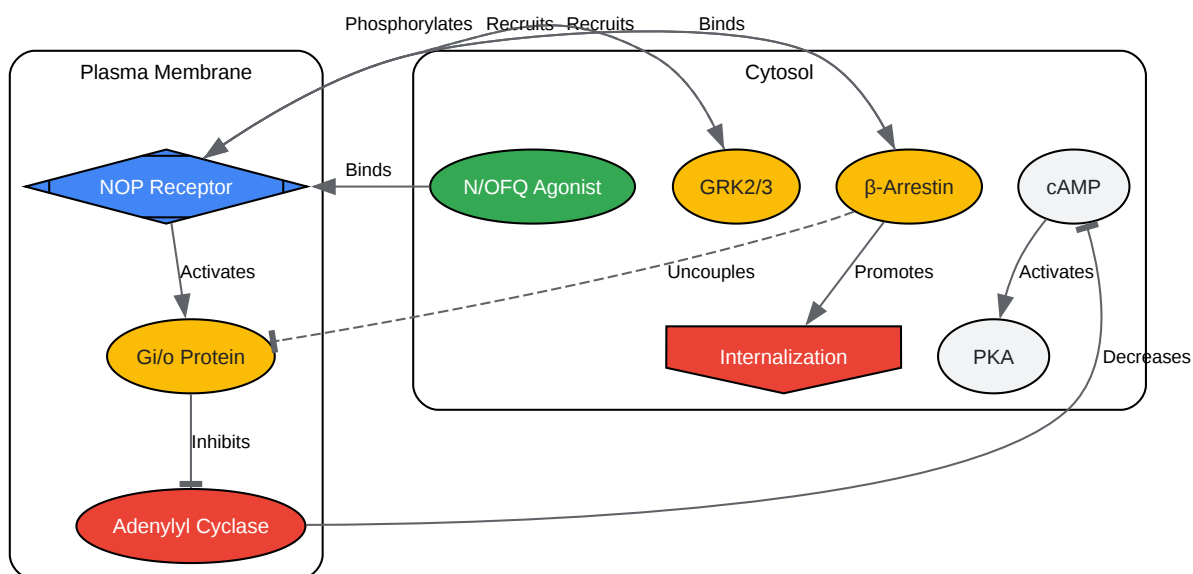 Phosphorylates
Recruits
Recruits
Binds
Plasma Membrane
Cytosol
NOP Receptor
Binds
N/OFQ Agonist
GRK2/3
β-Arrestin
cAMP
Activates
Uncouples
Promotes
Activates
Gi/o Protein
Internalization
PKA
Decreases
Inhibits
Adenylyl Cyclase